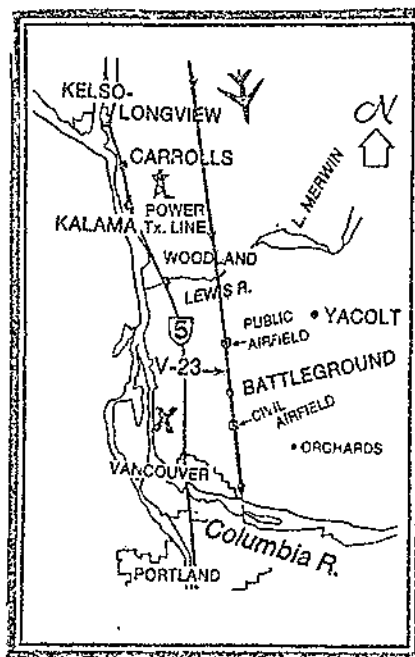 KELSO-
LONGVIEW
N
CARROLLS
POWER
Tx. LINE
KALAMA
L. MERWIN
WOODLAND
LEWIS R.
5
PUBLIC
AIRFIELD
YACOLT
V-23
BATTLEGROUND
CIVIL
AIRFIELD
ORCHARDS
VANCOUVER
Columbia R.
PORTLAND